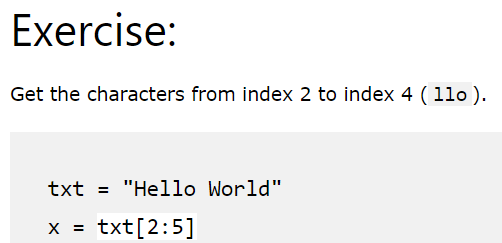 Exercise:
Get the characters from index 2 to index 4 ( llo ).
txt = "Hello World"
x = txt[2:5]